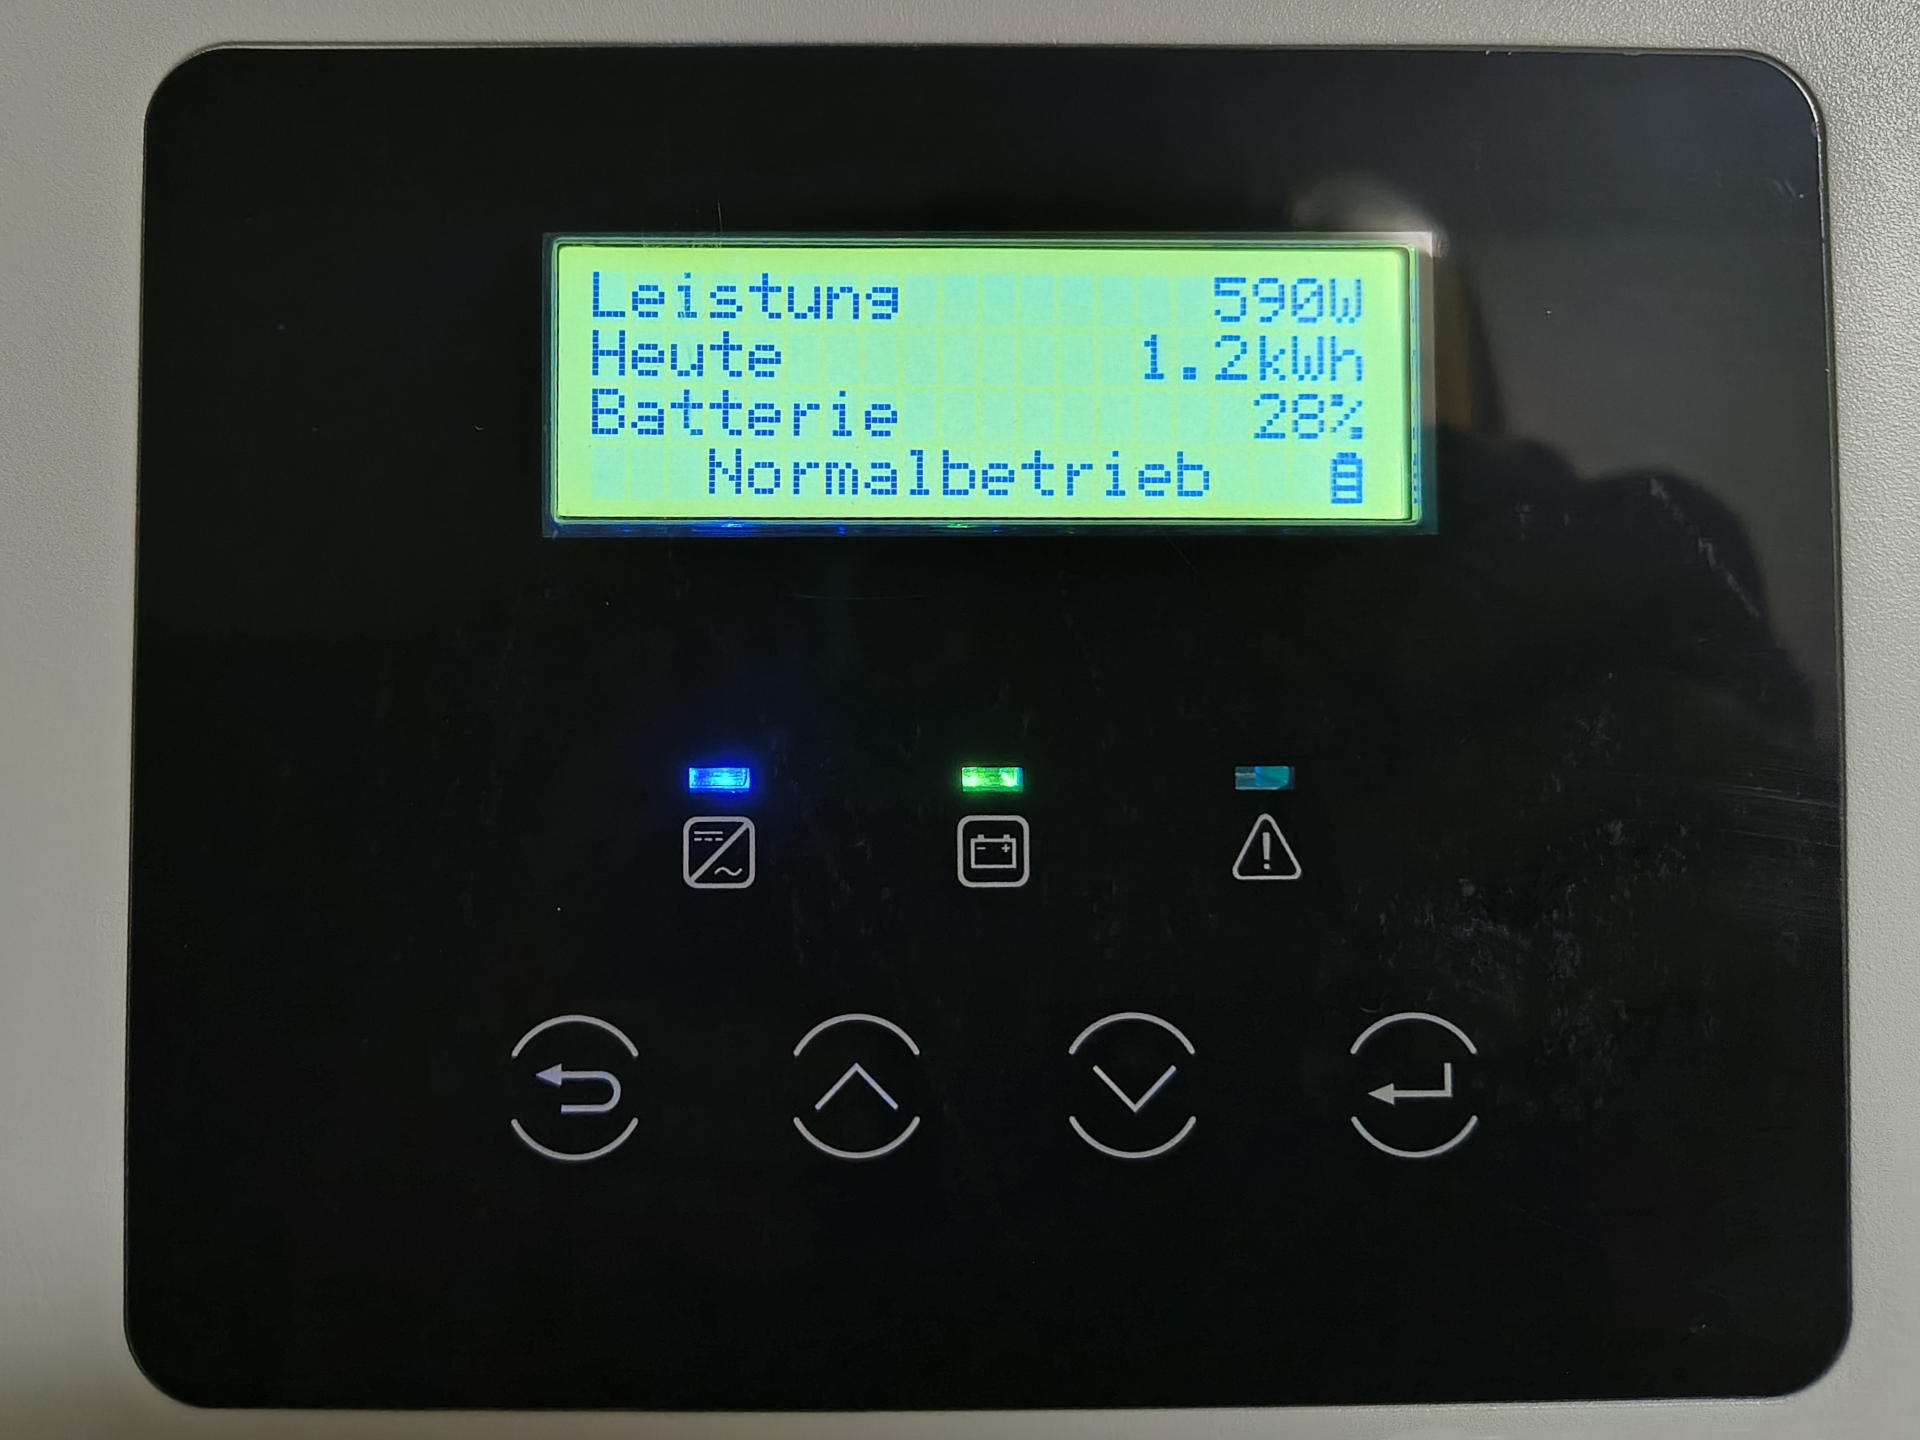 Leistung 590W
Heute 1.2kWh
Batterie 28%
Normalbetrieb